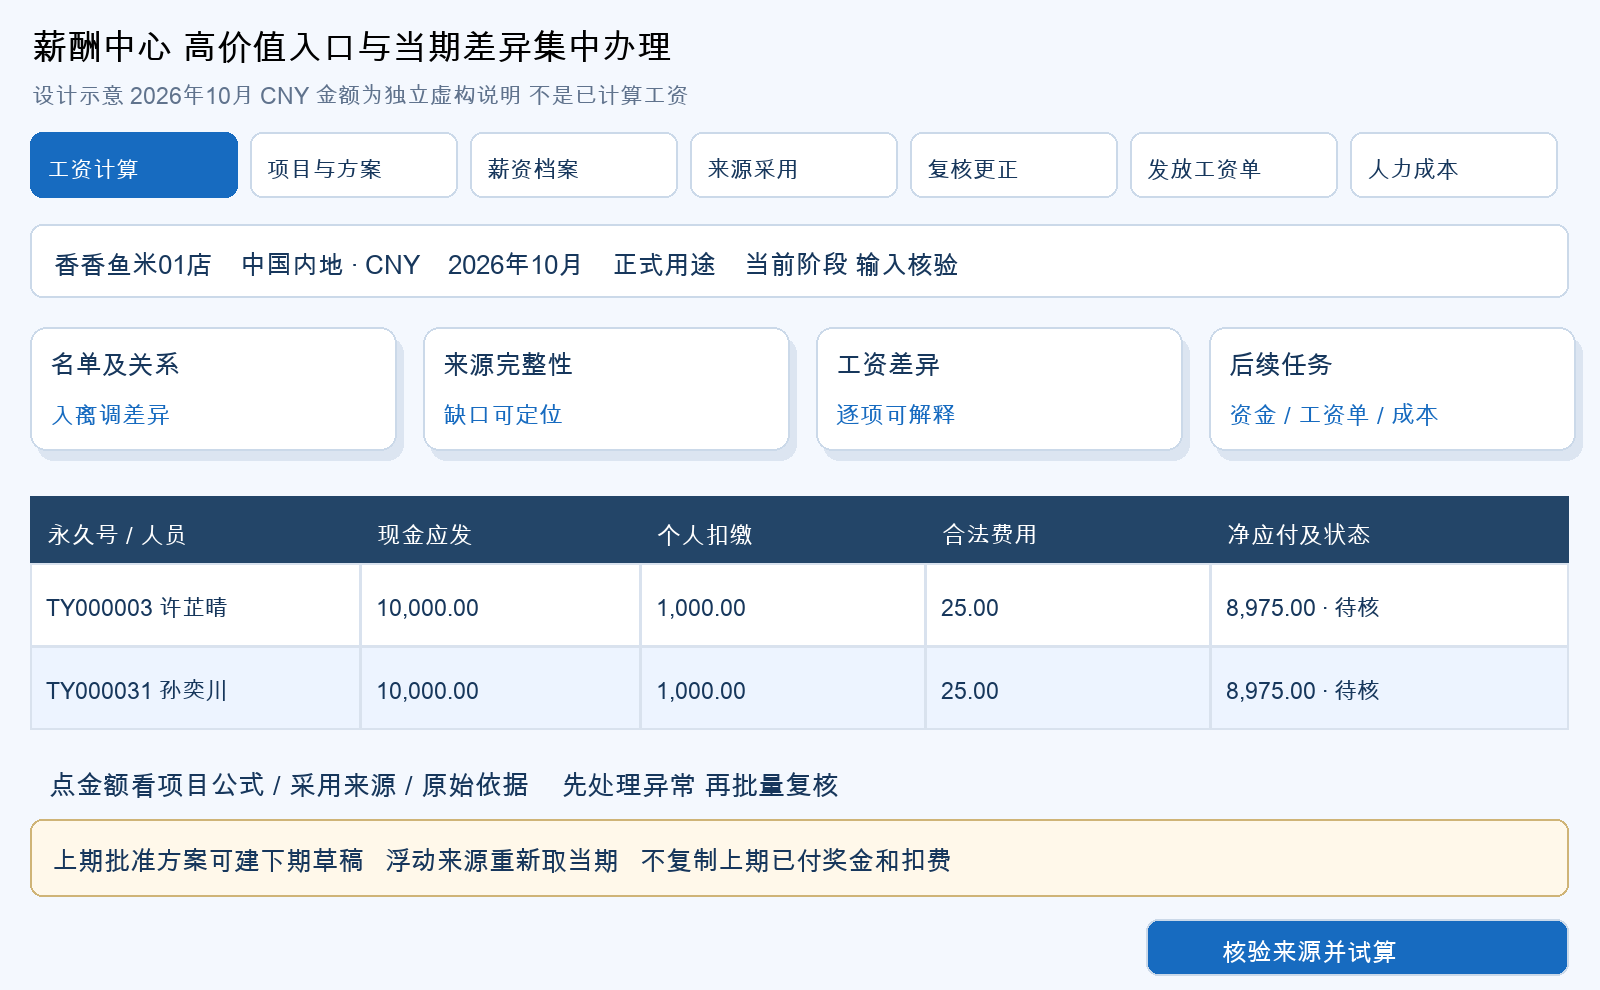 薪酬中心 高价值入口与当期差异集中办理
设计示意 2026年10月 CNY 金额为独立虚构说明 不是已计算工资
工资计算 项目与方案 薪资档案 来源采用 复核更正 发放工资单 人力成本
香香鱼米01店 中国内地 · CNY 2026年10月 正式用途 当前阶段 输入核验
名单及关系 来源完整性 工资差异 后续任务
入离调差异 缺口可定位 逐项可解释 资金 / 工资单 / 成本
永久号 / 人员 现金应发 个人扣缴 合法费用 净应付及状态
TY000003 许芷晴 10,000.00 1,000.00 25.00 8,975.00 · 待核
TY000031 孙奕川 10,000.00 1,000.00 25.00 8,975.00 · 待核
点金额看项目公式 / 采用来源 / 原始依据 先处理异常 再批量复核
上期批准方案可建下期草稿 浮动来源重新取当期 不复制上期已付奖金和扣费
核验来源并试算